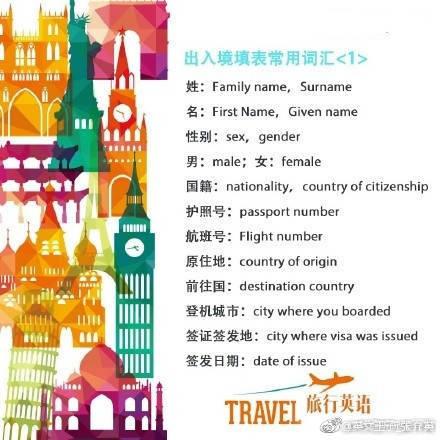 出入境填表常用词汇<1>
姓：Family name，Surname
名：First Name，Given name
性别：sex，gender
男：male；女：female
国籍：nationality，country of citizenship
护照号：passport number
航班号：Flight number
原住地：country of origin
前往国：destination country
登机城市：city where you boarded
签证签发地：city where visa was issued
签发日期：date of issue
TRAVEL 旅行英语